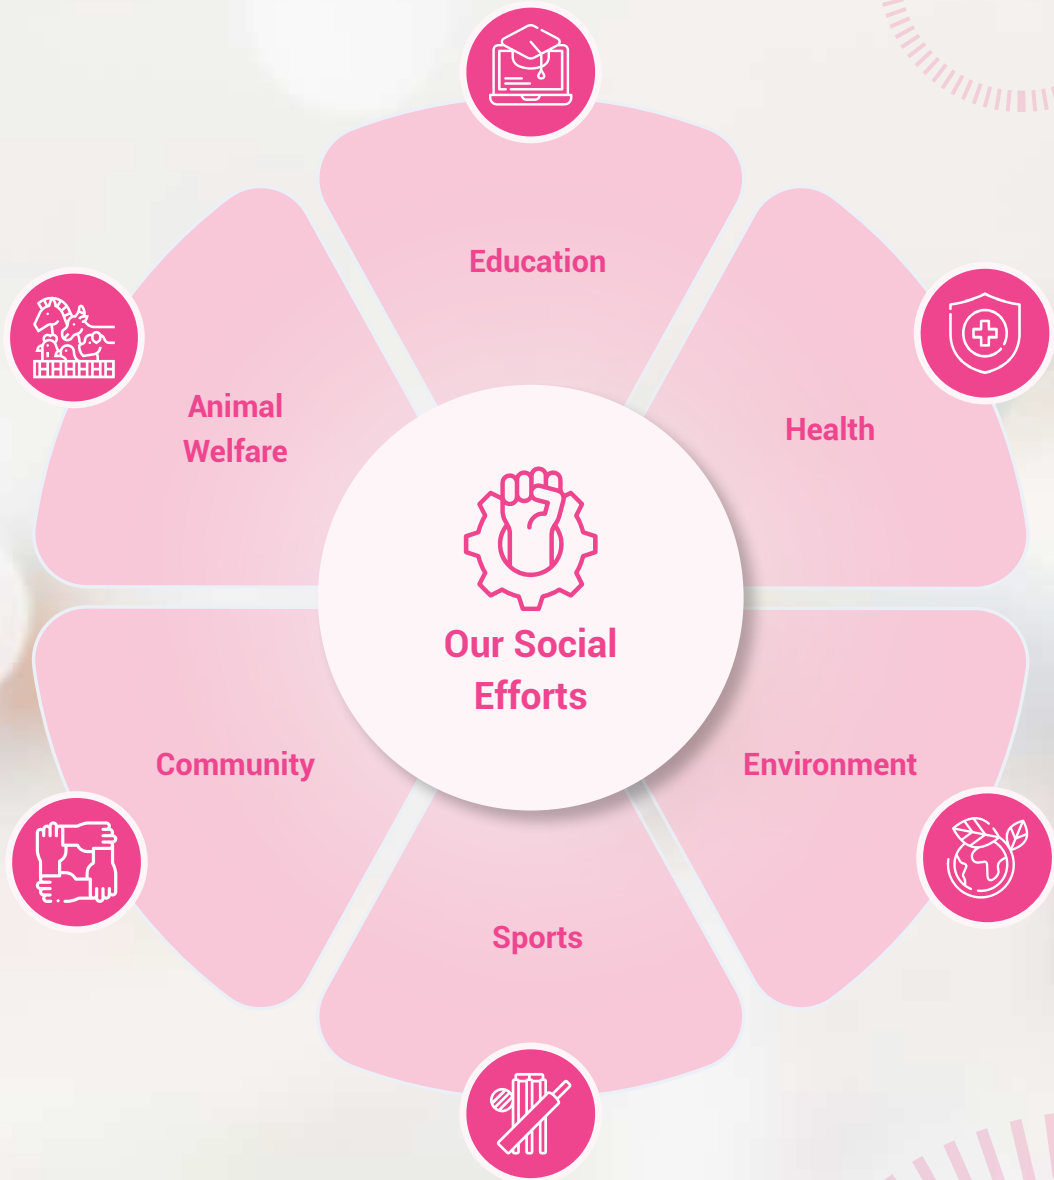 Education
Health
Animal
Welfare
Our Social
Efforts
Community
Environment
Sports